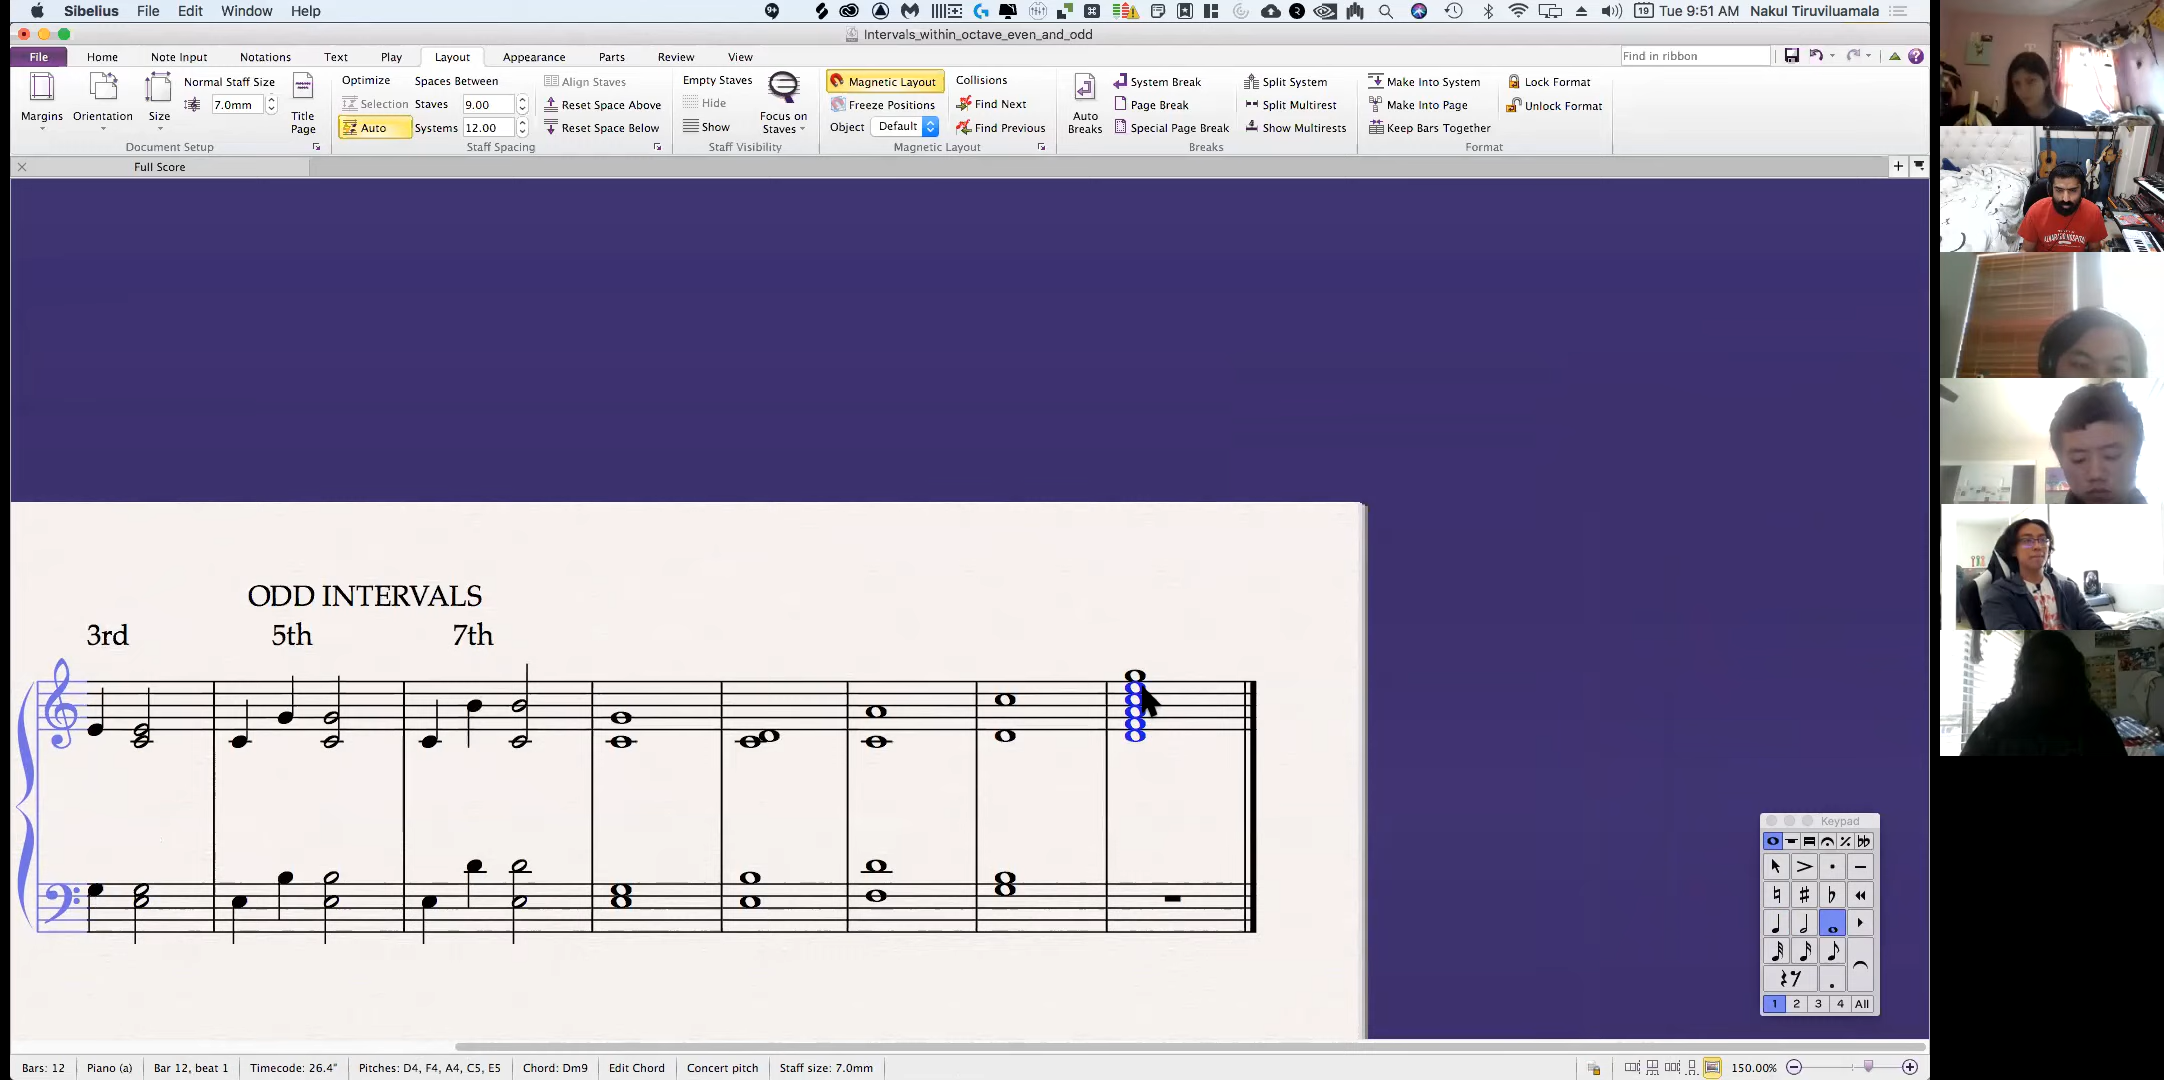 Sibelius File Edit Window Help
19 Tue 9:51 AM Nakul Tiruviluamala
Intervals_within_octave_even_and_odd
File Home Note Input Notations Text Play Layout Appearance Parts Review View
Find in ribbon
Margins
Orientation
Size
Normal Staff Size
7.0mm
Title
Page
Document Setup
Optimize
Selection
Auto
Spaces Between
Staves 9.00
Systems 12.00
Align Staves
Reset Space Above
Reset Space Below
Staff Spacing
Empty Staves
Hide
Show
Focus on
Staves
Staff Visibility
Magnetic Layout
Freeze Positions
Object Default
Collisions
Find Next
Find Previous
Magnetic Layout
Auto
Breaks
System Break
Page Break
Special Page Break
Split System
Split Multirest
Show Multirests
Breaks
Make Into System
Make Into Page
Keep Bars Together
Lock Format
Unlock Format
Format
Full Score
ODD INTERVALS
3rd 5th 7th
Keypad
1 2 3 4 All
Bars: 12 Piano (a) Bar 12, beat 1 Timecode: 26.4" Pitches: D4, F4, A4, C5, E5 Chord: Dm9 Edit Chord Concert pitch Staff size: 7.0mm
150.00%